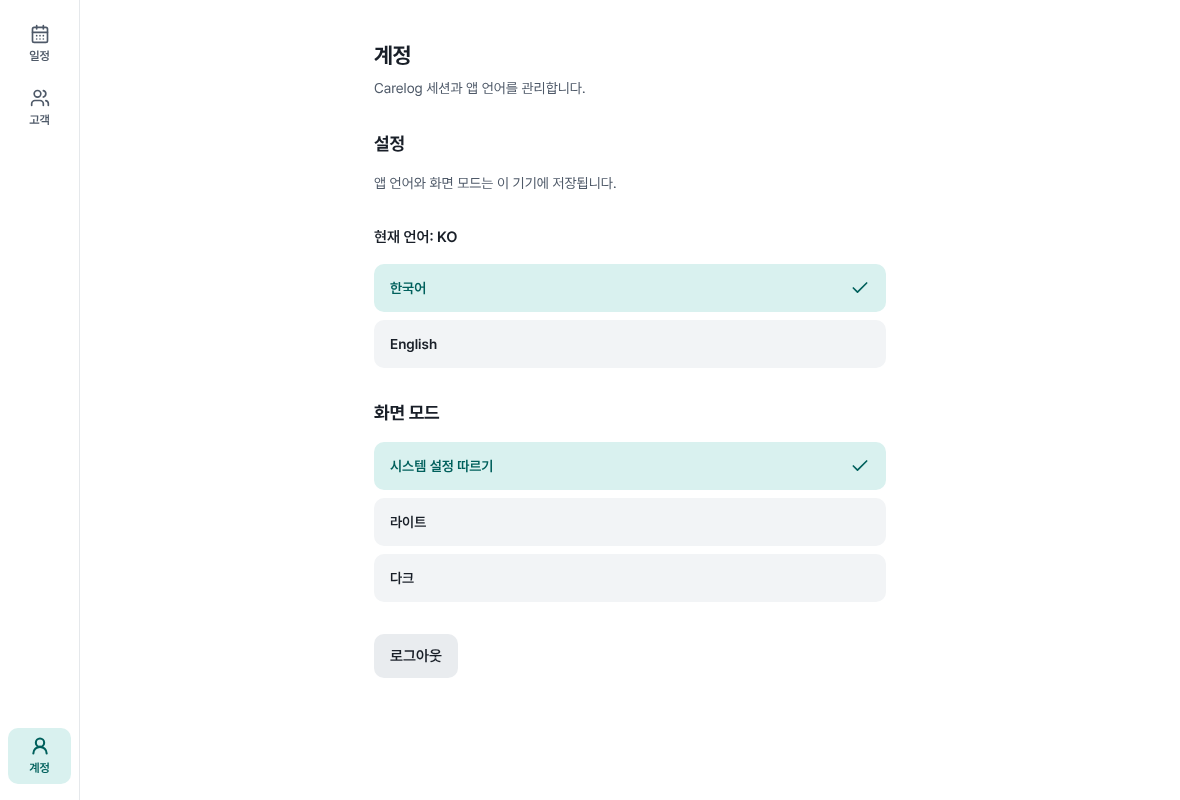 일정
고객
계정
Carelog 세션과 앱 언어를 관리합니다.
설정
앱 언어와 화면 모드는 이 기기에 저장됩니다.
현재 언어: KO
한국어
English
화면 모드
시스템 설정 따르기
라이트
다크
로그아웃
계정